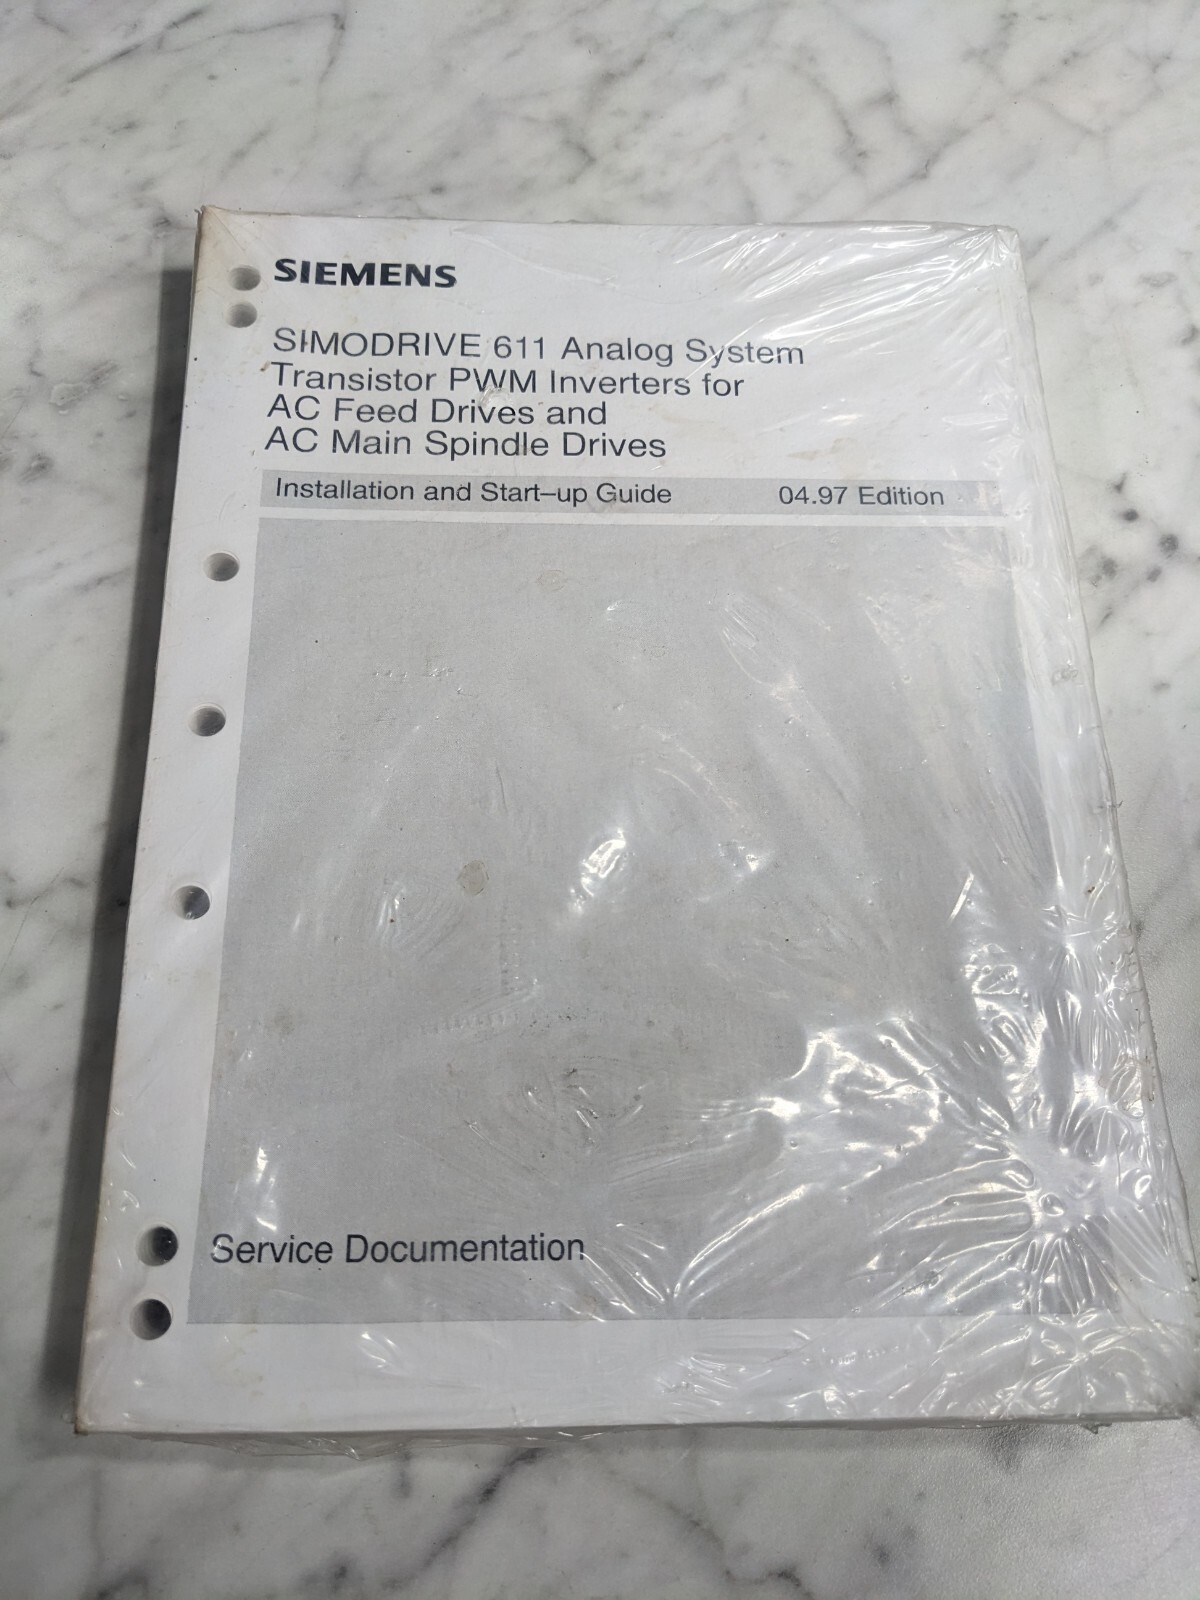 SIEMENS
SIMODRIVE 611 Analog System
Transistor PWM Inverters for
AC Feed Drives and
AC Main Spindle Drives
Installation and Start–up Guide 04.97 Edition
Service Documentation